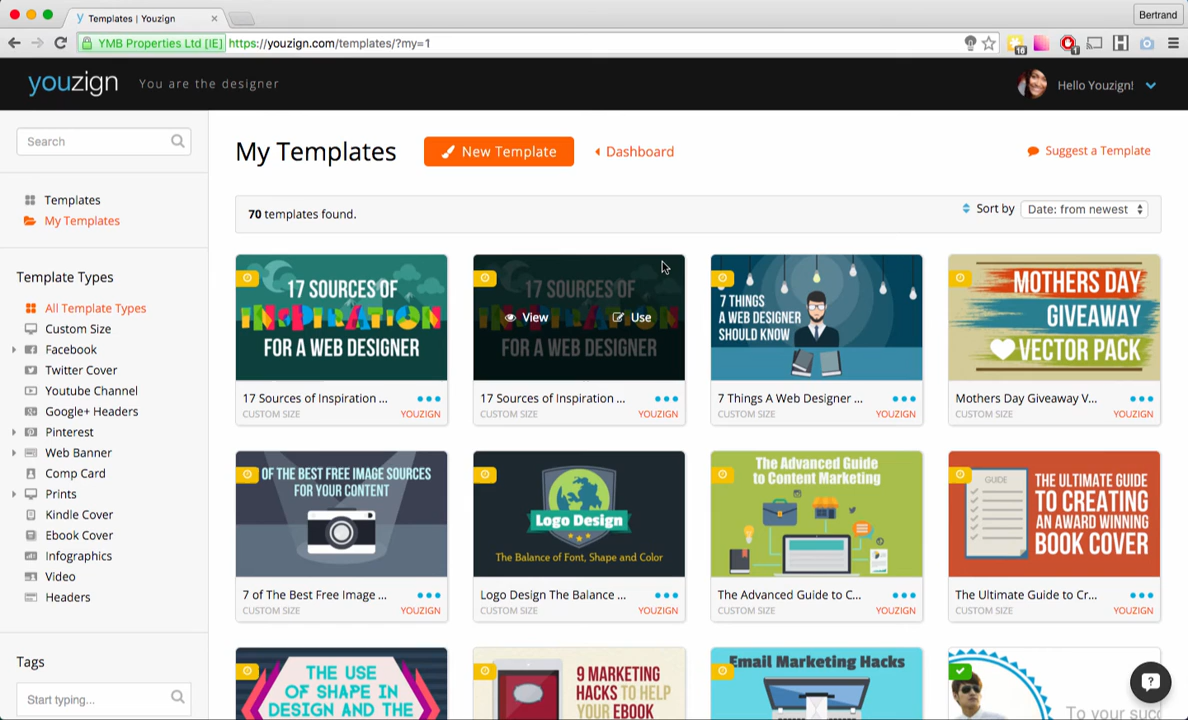 Templates | Youzign
Bertrand
YMB Properties Ltd [IE] https://youzign.com/templates/?my=1
16
1
youzign
You are the designer
Hello Youzign!
Search
My Templates
New Template
Dashboard
Suggest a Template
Templates
My Templates
70 templates found.
Sort by
Date: from newest
Template Types
All Template Types
Custom Size
Facebook
Twitter Cover
Youtube Channel
Google+ Headers
Pinterest
Web Banner
Comp Card
Prints
Kindle Cover
Ebook Cover
Infographics
Video
Headers
Tags
Start typing...
17 SOURCES OF
INSPIRATION
FOR A WEB DESIGNER
17 Sources of Inspiration ...
CUSTOM SIZE
YOUZIGN
17 SOURCES OF
INSPIRATION
FOR A WEB DESIGNER
View
Use
17 Sources of Inspiration ...
CUSTOM SIZE
YOUZIGN
7 THINGS
A WEB DESIGNER
SHOULD KNOW
7 Things A Web Designer ...
CUSTOM SIZE
YOUZIGN
MOTHERS DAY
GIVEAWAY
VECTOR PACK
Mothers Day Giveaway V...
CUSTOM SIZE
YOUZIGN
OF THE BEST FREE IMAGE SOURCES
FOR YOUR CONTENT
7 of The Best Free Image ...
CUSTOM SIZE
YOUZIGN
Logo Design
The Balance of Font, Shape and Color
Logo Design The Balance ...
CUSTOM SIZE
YOUZIGN
The Advanced Guide
to Content Marketing
The Advanced Guide to C...
CUSTOM SIZE
YOUZIGN
GUIDE
THE ULTIMATE GUIDE
TO CREATING
AN AWARD WINNING
BOOK COVER
The Ultimate Guide to Cr...
CUSTOM SIZE
YOUZIGN
THE USE
OF SHAPE IN
DESIGN AND THE
9 MARKETING
HACKS TO HELP
YOUR EBOOK
Email Marketing Hacks
To your succ